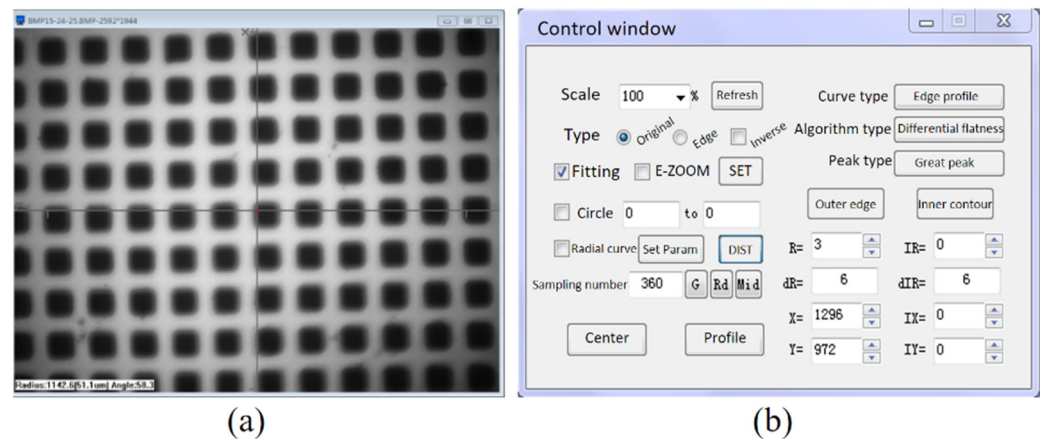 BMP15-24-25.BMP-2592*1944
Radius:1142.6|51.1um| Angle:58.3
(a)
Control window
Scale 100 % Refresh
Curve type Edge profile
Type Original Edge Inverse
Algorithm type Differential flatness
Fitting E-ZOOM SET
Peak type Great peak
Circle 0 to 0
Outer edge Inner contour
Radial curve Set Param DIST
R= 3 IR= 0
Sampling number 360 G Rd Mid
dR= 6 dIR= 6
X= 1296 IX= 0
Center Profile
Y= 972 IY= 0
(b)